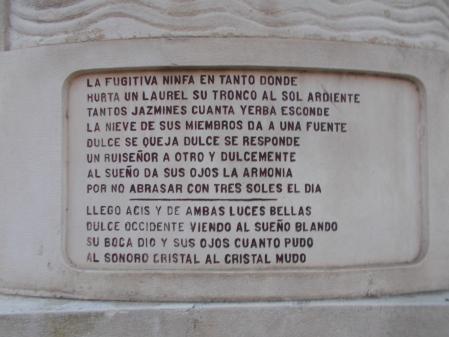 LA FUGITIVA NINFA EN TANTO DONDE
HURTA UN LAUREL SU TRONCO AL SOL ARDIENTE
TANTOS JAZMINES CUANTA YERBA ESCONDE
LA NIEVE DE SUS MIEMBROS DA A UNA FUENTE
DULCE SE QUEJA DULCE SE RESPONDE
UN RUISEÑOR A OTRO Y DULCEMENTE
AL SUEÑO DA SUS OJOS LA ARMONIA
POR NO ABRASAR CON TRES SOLES EL DIA
LLEGO ACIS Y DE AMBAS LUCES BELLAS
DULCE OCCIDENTE VIENDO AL SUEÑO BLANDO
SU BOCA DIO Y SUS OJOS CUANTO PUDO
AL SONORO CRISTAL AL CRISTAL MUDO